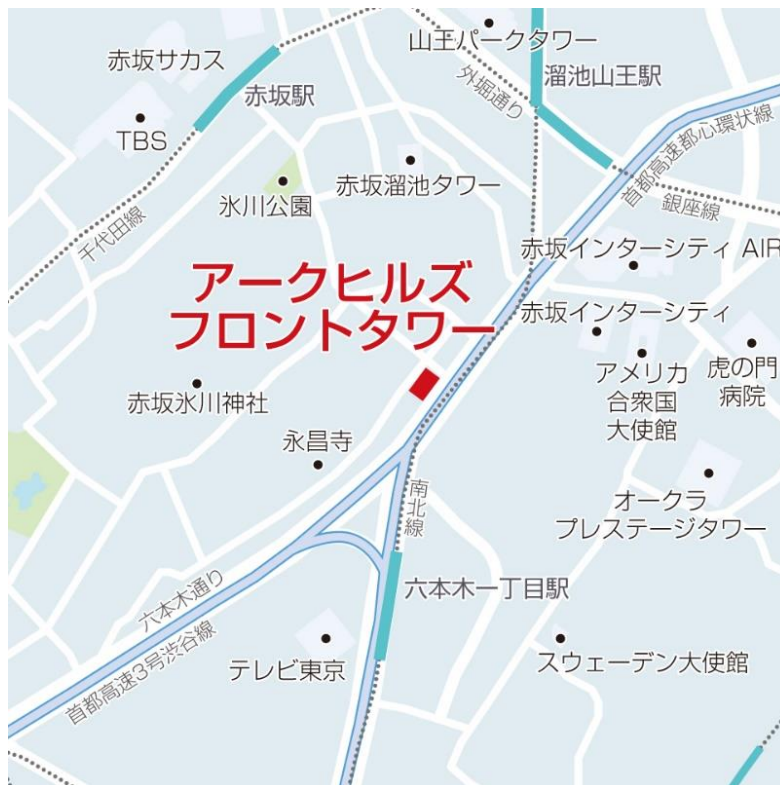 山王パークタワー
赤坂サカス
溜池山王駅
外堀通り
赤坂駅
TBS
首都高速都心環状線
赤坂溜池タワー
氷川公園
銀座線
千代田線
赤坂インターシティ AIR
アークヒルズ
フロントタワー
赤坂インターシティ
アメリカ
合衆国
大使館
虎の門
病院
赤坂氷川神社
永昌寺
南北線
オークラ
プレステージタワー
六本木通り
六本木一丁目駅
首都高速3号渋谷線
テレビ東京
スウェーデン大使館